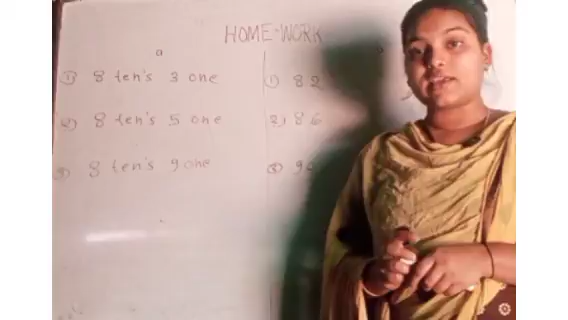 HOME-WORK
a
1) 8 ten's 3 one
2) 8 ten's 5 one
3) 8 ten's 9 one
1) 82
2) 86
3)